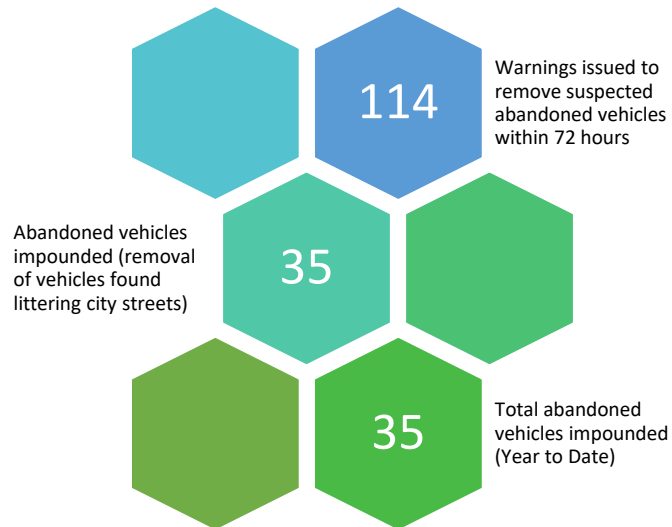 114
Warnings issued to
remove suspected
abandoned vehicles
within 72 hours
Abandoned vehicles
impounded (removal
of vehicles found
littering city streets)
35
35
Total abandoned
vehicles impounded
(Year to Date)